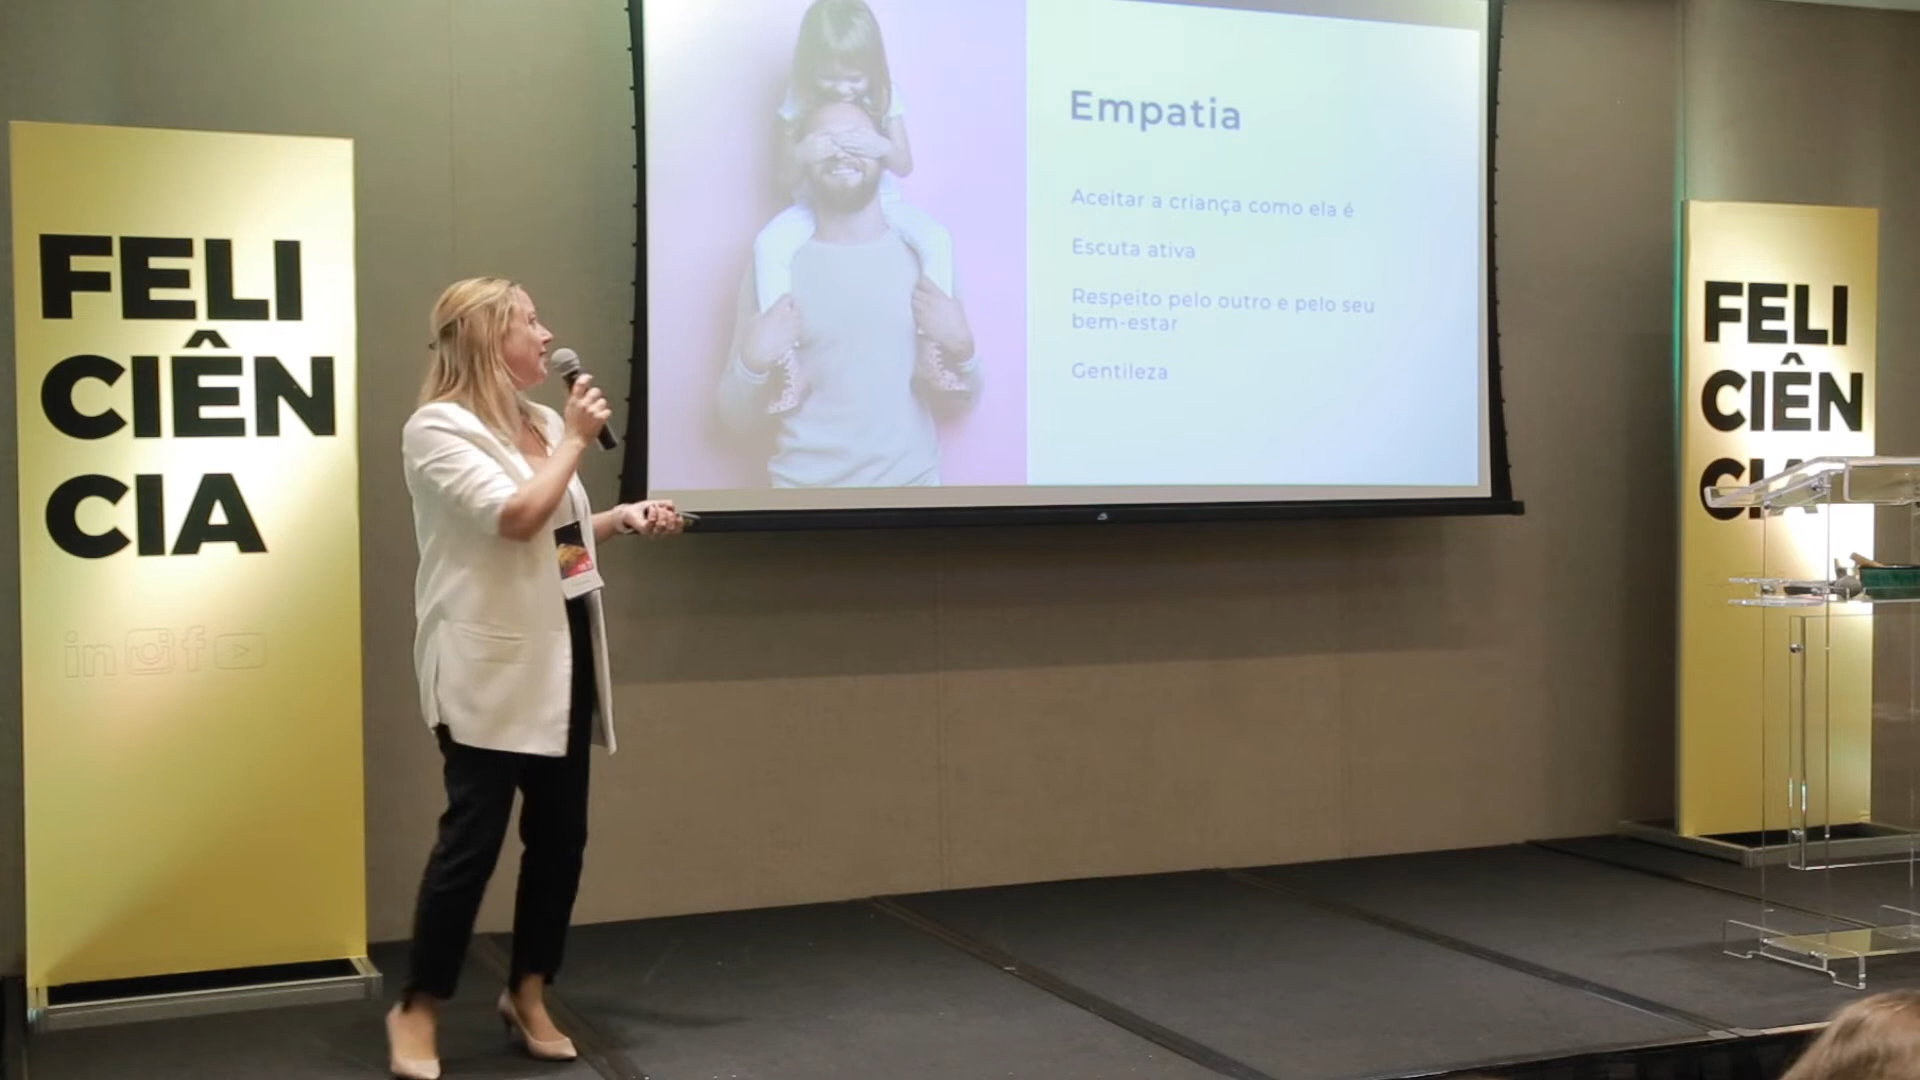 FELI
CIÊN
CIA
in f
Empatia
Aceitar a criança como ela é
Escuta ativa
Respeito pelo outro e pelo seu
bem-estar
Gentileza
FELI
CIÊN
CIA